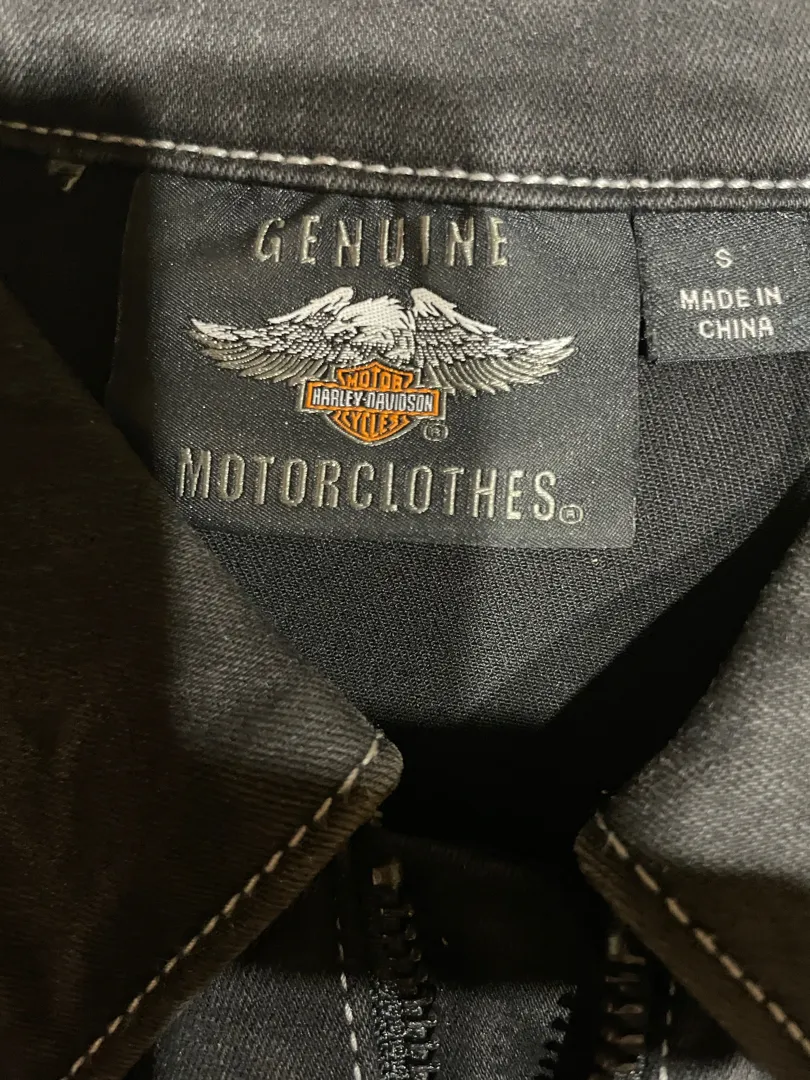 GENUINE
MOTOR
HARLEY-DAVIDSON
CYCLES
®
MOTORCLOTHES®
S
MADE IN
CHINA